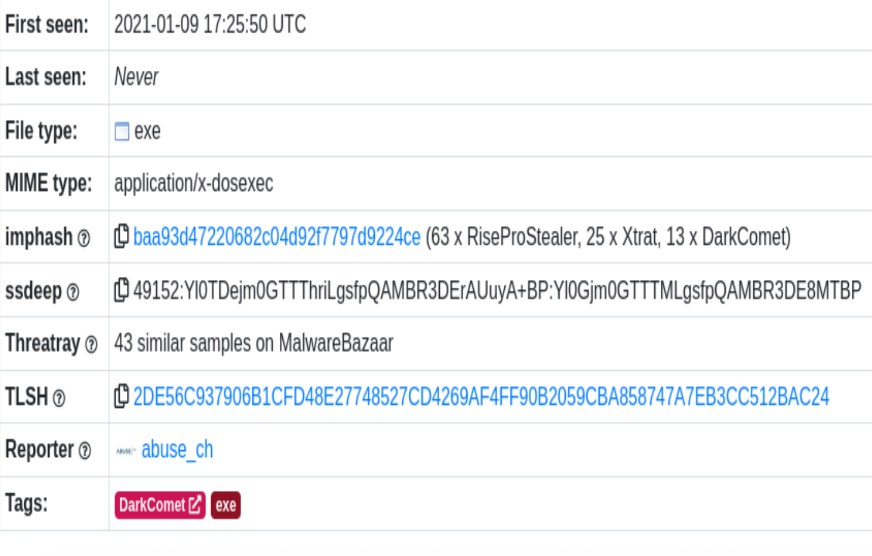 First seen: 2021-01-09 17:25:50 UTC
Last seen: Never
File type: exe
MIME type: application/x-dosexec
imphash baa93d47220682c04d92f7797d9224ce (63 x RiseProStealer, 25 x Xtrat, 13 x DarkComet)
ssdeep 49152:Yl0TDejm0GTTThriLgsfpQAMBR3DErAUuyA+BP:Yl0Gjm0GTTTMLgsfpQAMBR3DE8MTBP
Threatray 43 similar samples on MalwareBazaar
TLSH 2DE56C937906B1CFD48E27748527CD4269AF4FF90B2059CBA858747A7EB3CC512BAC24
Reporter abuse_ch
Tags: DarkComet exe